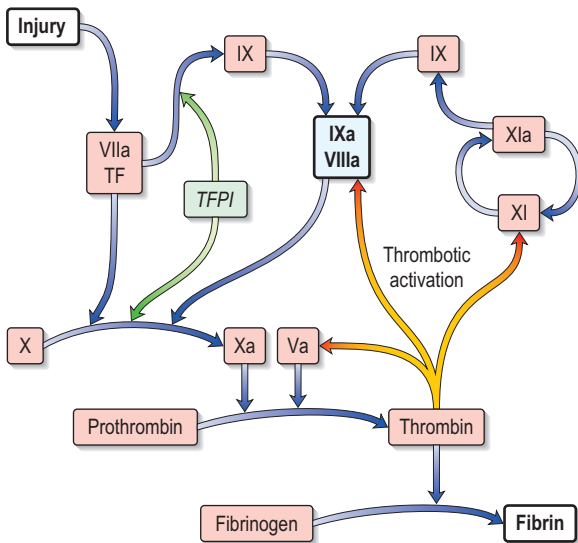 Injury
IX
IX
VIIa
TF
IXa
VIIIa
XIa
TFPI
XI
Thrombotic
activation
X
Xa
Va
Prothrombin
Thrombin
Fibrinogen
Fibrin